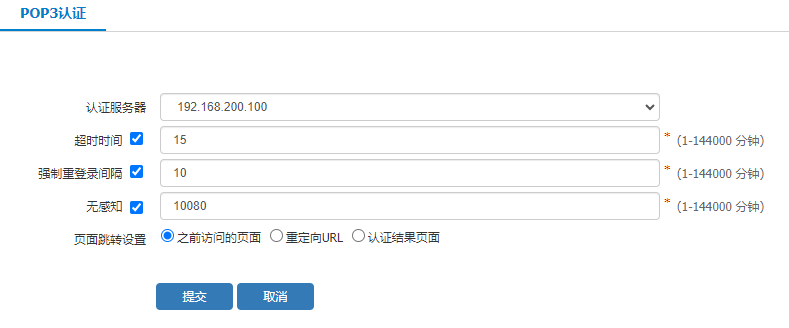 POP3认证
认证服务器 192.168.200.100
超时时间 15 * (1-144000 分钟)
强制重登录间隔 10 * (1-144000 分钟)
无感知 10080 * (1-144000 分钟)
页面跳转设置 之前访问的页面 重定向URL 认证结果页面
提交 取消